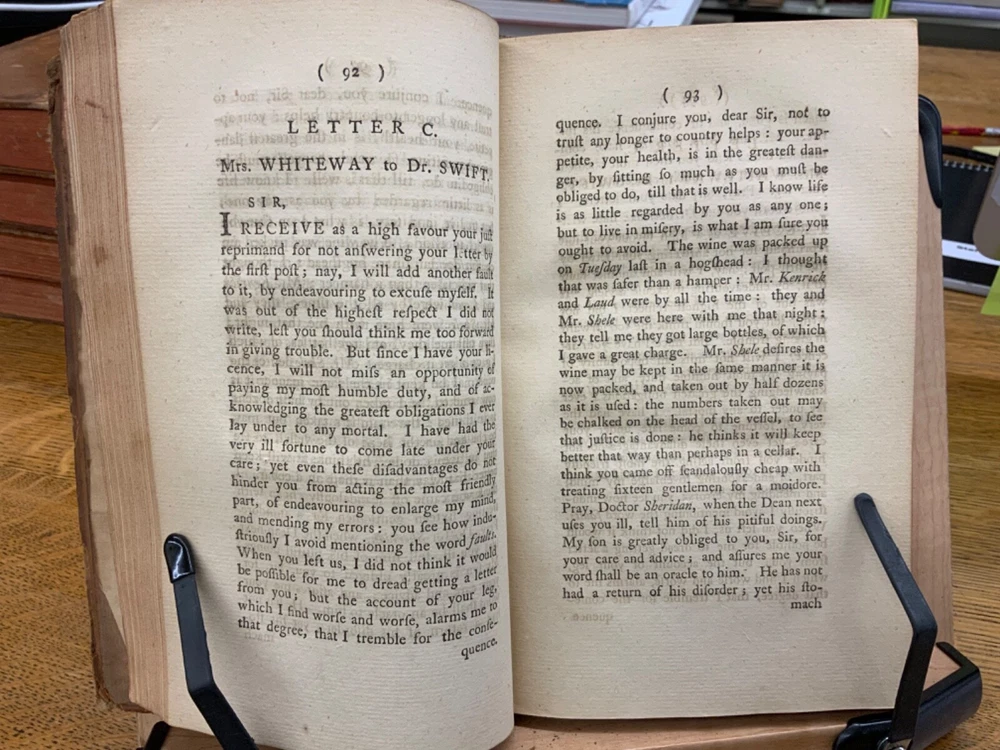 ( 92 )
LETTER C.
Mrs. WHITEWAY to Dr. SWIFT.
SIR,
I RECEIVE as a high favour your juſt
reprimand for not anſwering your letter by
the firſt poſt; nay, I will add another fault
to it, by endeavouring to excuſe myſelf. It
was out of the higheſt reſpect I did not
write, leſt you ſhould think me too forward
in giving trouble. But ſince I have your li-
cence, I will not miſs an opportunity of
paying my moſt humble duty, and of ac-
knowledging the greateſt obligations I ever
lay under to any mortal. I have had the
very ill fortune to come late under your
care; yet even theſe diſadvantages do not
hinder you from acting the moſt friendly
part, of endeavouring to enlarge my mind,
and mending my errors: you ſee how indu-
ſtriouſly I avoid mentioning the word faults.
When you left us, I did not think it would
be poſſible for me to dread getting a letter
from you; but the account of your leg,
which I find worſe and worſe, alarms me to
that degree, that I tremble for the conſe-
quence.
( 93 )
quence. I conjure you, dear Sir, not to
truſt any longer to country helps: your ap-
petite, your health, is in the greateſt dan-
ger, by ſitting ſo much as you muſt be
obliged to do, till that is well. I know life
is as little regarded by you as any one;
but to live in miſery, is what I am ſure you
ought to avoid. The wine was packed up
on Tueſday laſt in a hogſhead: I thought
that was ſafer than a hamper: Mr. Kenrick
and Laud were by all the time: they and
Mr. Shele were here with me that night;
they tell me they got large bottles, of which
I gave a great charge. Mr. Shele deſires the
wine may be kept in the ſame manner it is
now packed, and taken out by half dozens
as it is uſed: the numbers taken out may
be chalked on the head of the veſſel, to ſee
that juſtice is done: he thinks it will keep
better that way than perhaps in a cellar. I
think you came off ſcandalouſly cheap with
treating ſixteen gentlemen for a moidore.
Pray, Doctor Sheridan, when the Dean next
uſes you ill, tell him of his pitiful doings.
My ſon is greatly obliged to you, Sir, for
your care and advice; and aſſures me your
word ſhall be an oracle to him. He has not
had a return of his diſorder; yet his ſto-
mach